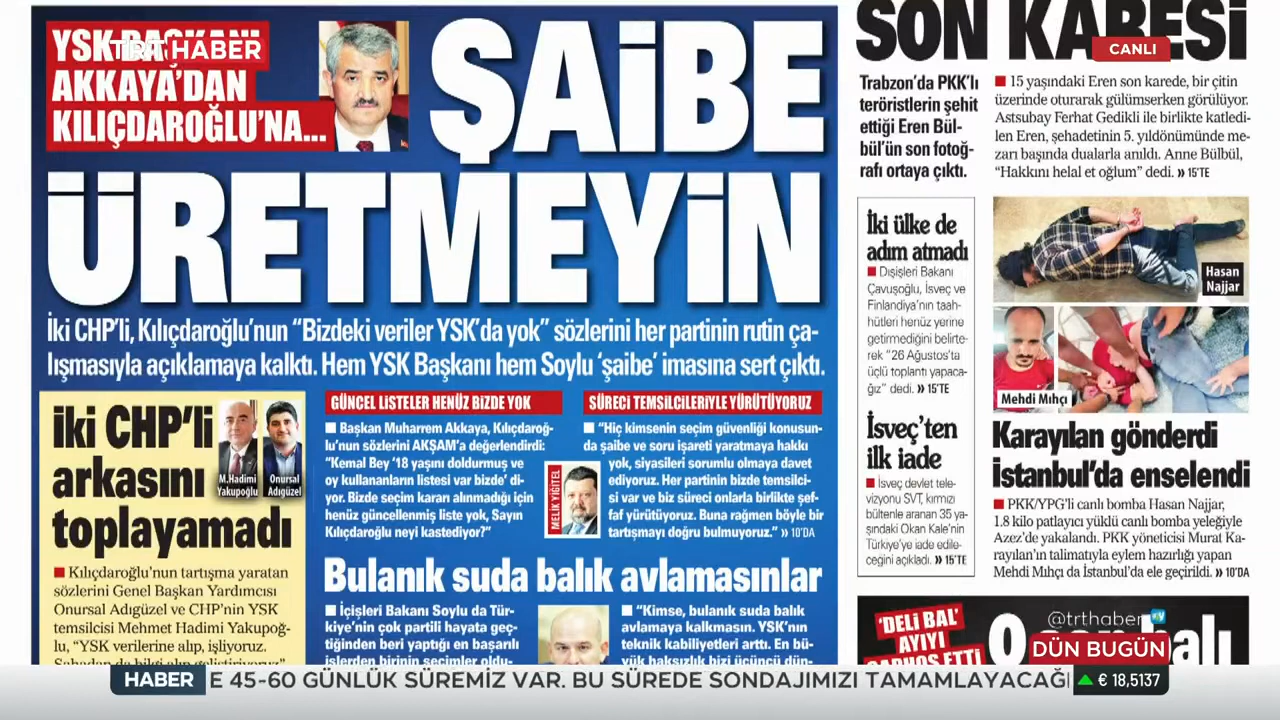 TRT HABER
YSK BAŞKANI
AKKAYA'DAN
KILIÇDAROĞLU'NA...
ŞAİBE
ÜRETMEYİN
İki CHP'li, Kılıçdaroğlu'nun “Bizdeki veriler YSK'da yok” sözlerini her partinin rutin ça-
lışmasıyla açıklamaya kalktı. Hem YSK Başkanı hem Soylu ‘şaibe’ imasına sert çıktı.
iki CHP'li
arkasını
toplayamadı
M.Hadimi
Yakupoğlu
Onursal
Adıgüzel
■ Kılıçdaroğlu'nun tartışma yaratan
sözlerini Genel Başkan Yardımcısı
Onursal Adıgüzel ve CHP'nin YSK
temsilcisi Mehmet Hadimi Yakupoğ-
lu, “YSK verilerine alıp, işliyoruz.
GÜNCEL LİSTELER HENÜZ BİZDE YOK
■ Başkan Muharrem Akkaya, Kılıçdaroğ-
lu'nun sözlerini AKŞAM'a değerlendirdi:
“Kemal Bey ‘18 yaşını doldurmuş ve
oy kullananların listesi var bizde’ di-
yor. Bizde seçim kararı alınmadığı için
henüz güncellenmiş liste yok, Sayın
Kılıçdaroğlu neyi kastediyor?”
SÜRECİ TEMSİLCİLERİYLE YÜRÜTÜYORUZ
■ “Hiç kimsenin seçim güvenliği konusun-
da şaibe ve soru işareti yaratmaya hakkı
yok, siyasileri sorumlu olmaya davet
ediyoruz. Her partinin bizde temsilci-
si var ve biz süreci onlarla birlikte şef-
faf yürütüyoruz. Buna rağmen böyle bir
tartışmayı doğru bulmuyoruz.” » 10'DA
MELİK YİĞİTEL
Bulanık suda balık avlamasınlar
■ İçişleri Bakanı Soylu da Tür-
kiye'nin çok partili hayata geç-
tiğinden beri yaptığı en başarılı
işlerden birinin seçimler oldu-
■ “Kimse, bulanık suda balık
avlamaya kalkmasın. YSK'nın
teknik kabiliyetleri arttı. En bü-
yük haksızlık bizi üçüncü dün-
SON KARESİ
CANLI
Trabzon'da PKK'lı
teröristlerin şehit
ettiği Eren Bül-
bül'ün son fotoğ-
rafı ortaya çıktı.
■ 15 yaşındaki Eren son karede, bir çitin
üzerinde oturarak gülümserken görülüyor.
Astsubay Ferhat Gedikli ile birlikte katledi-
len Eren, şehadetinin 5. yıldönümünde me-
zarı başında dualarla anıldı. Anne Bülbül,
“Hakkını helal et oğlum” dedi. » 15'TE
İki ülke de
adım atmadı
■ Dışişleri Bakanı
Çavuşoğlu, İsveç ve
Finlandiya'nın taah-
hütleri henüz yerine
getirmediğini belirte-
rek “26 Ağustos'ta
üçlü toplantı yapaca-
ğız” dedi. » 15'TE
İsveç'ten
ilk iade
■ İsveç devlet tele-
vizyonu SVT, kırmızı
bültenle aranan 35 ya-
şındaki Okan Kale'nin
Türkiye'ye iade edile-
ceğini açıkladı. » 15'TE
Hasan
Najjar
Mehdi Mıhçı
Karayılan gönderdi
İstanbul'da enselendi
■ PKK/YPG'li canlı bomba Hasan Najjar,
1.8 kilo patlayıcı yüklü canlı bomba yeleğiyle
Azez'de yakalandı. PKK yöneticisi Murat Ka-
rayılan'ın talimatıyla eylem hazırlığı yapan
Mehdi Mıhçı da İstanbul'da ele geçirildi. » 10'DA
‘DELİ BAL’
AYIYI
SARHOŞ ETTİ
@trthaber
DÜN BUGÜN
HABER
E 45-60 GÜNLÜK SÜREMİZ VAR. BU SÜREDE SONDAJIMIZI TAMAMLAYACAĞI
€ 18,5137